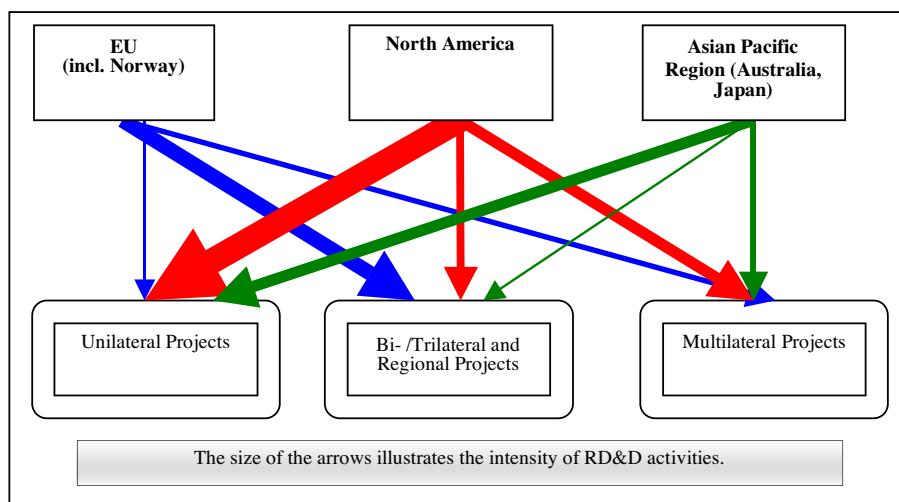 EU
(incl. Norway)
North America
Asian Pacific
Region (Australia,
Japan)
Unilateral Projects
Bi- /Trilateral and
Regional Projects
Multilateral Projects
The size of the arrows illustrates the intensity of RD&D activities.